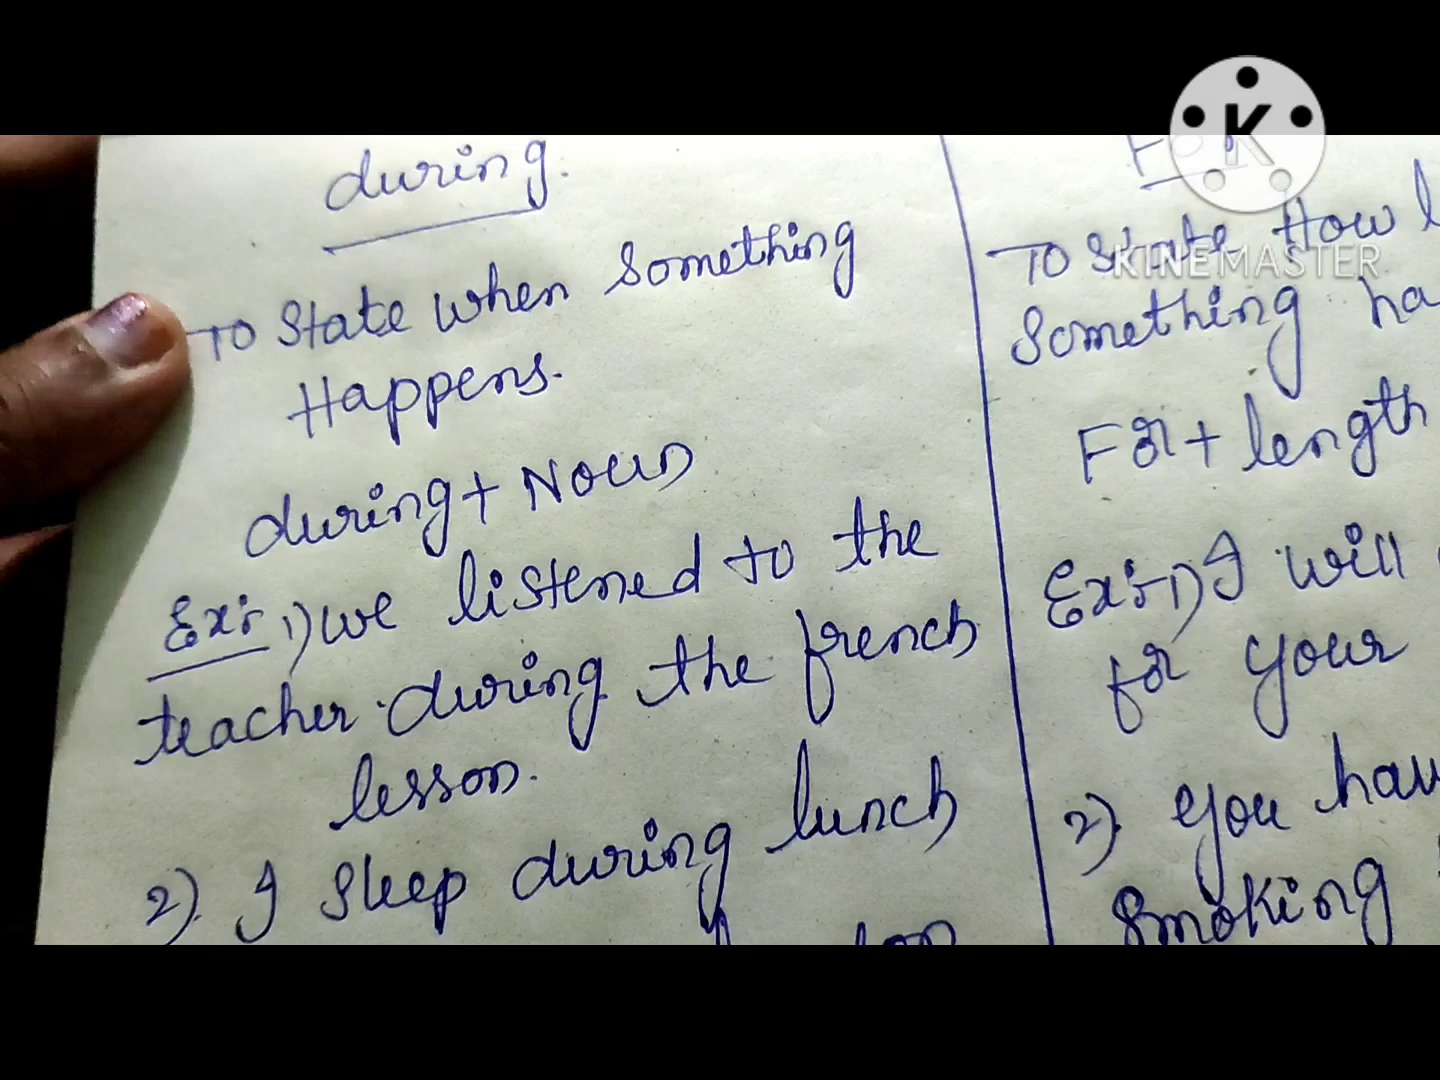 during.
To State when Something
Happens.
during + Noun
Ex:- 1) we listened to the
teacher during the french
lesson.
2). I Sleep during lunch
For
To State How
Something
For + length
Ex:- 1) I will
for your
2). you
Smoking
K
KINEMASTER